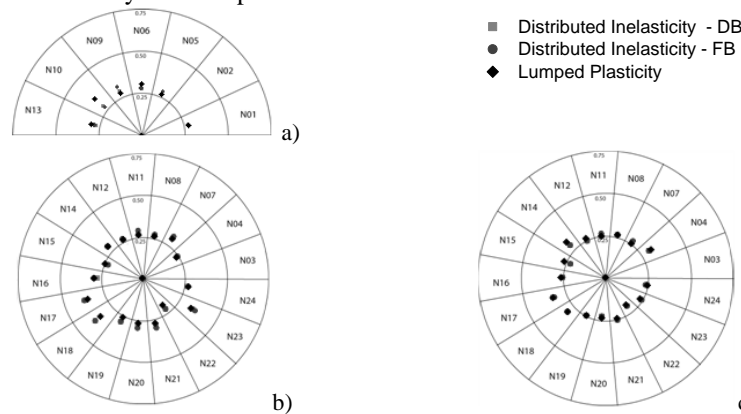 Distributed Inelasticity - DB
Distributed Inelasticity - FB
Lumped Plasticity
0.75
N09
N06
N05
0.50
N10
N02
0.25
N13
N01
a)
0.75
N12
N11
N08
N07
0.50
N14
N04
N15
0.25
N03
N16
N24
N17
N23
N18
N22
N19
N20
N21
b)
0.75
N12
N11
N08
N07
0.50
N14
N04
N15
0.25
N03
N16
N24
N17
N23
N18
N22
N19
N20
N21